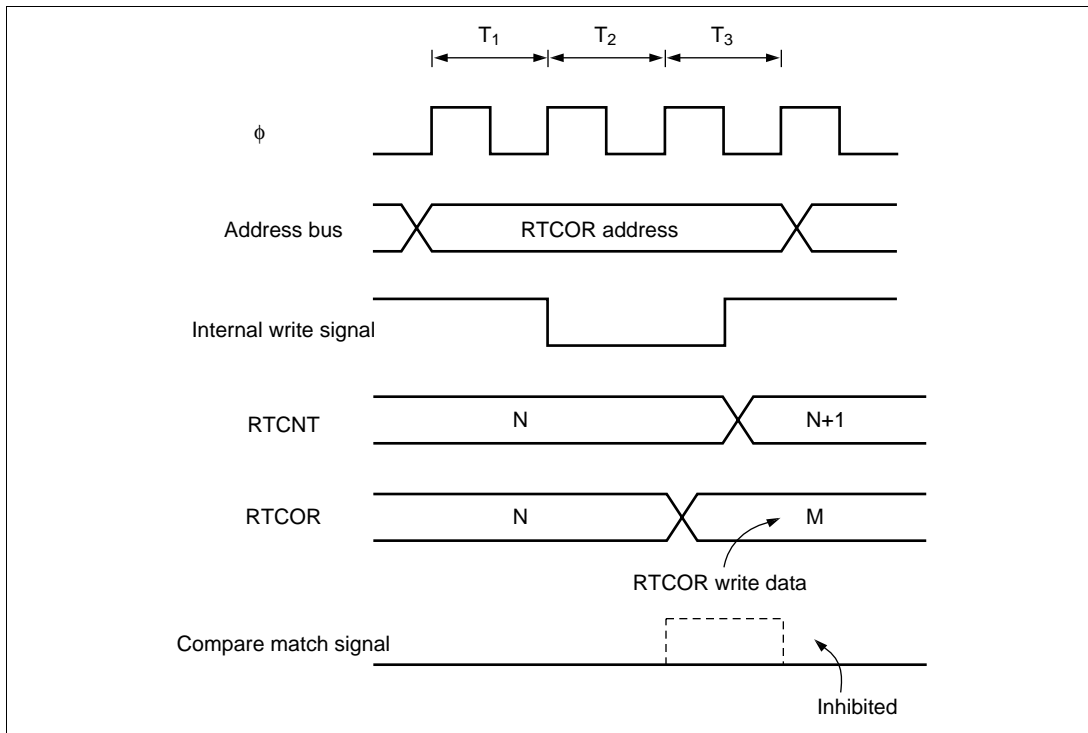 T₁ T₂ T₃
ϕ
Address bus RTCOR address
Internal write signal
RTCNT N N+1
RTCOR N M
RTCOR write data
Compare match signal
Inhibited